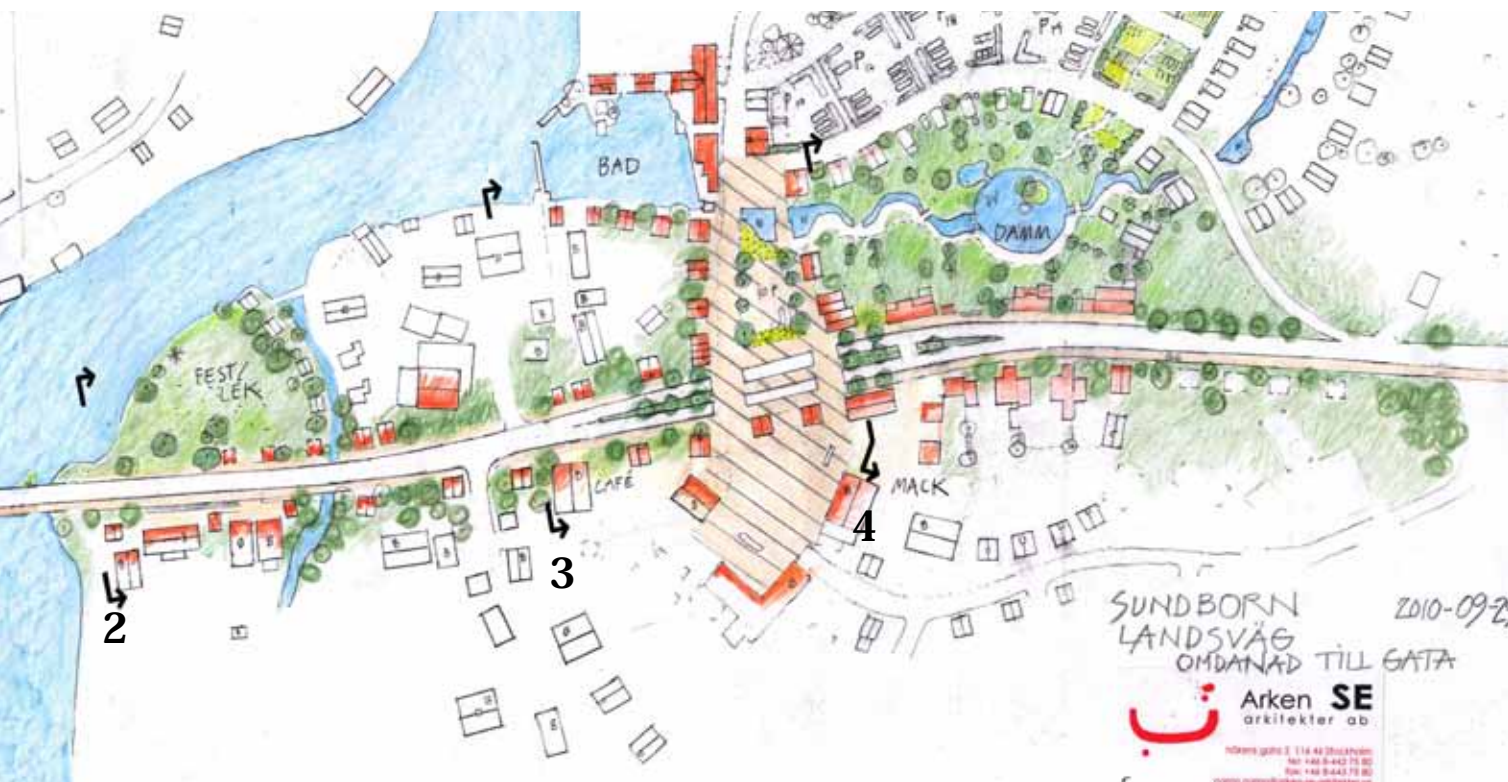 BAD
DAMM
FEST/
LEK
CAFÉ
MACK
2
3
4
SUNDBORN
LANDSVÄG
OMDANAD TILL GATA
2010-09-2
Arken SE
arkitekter ab